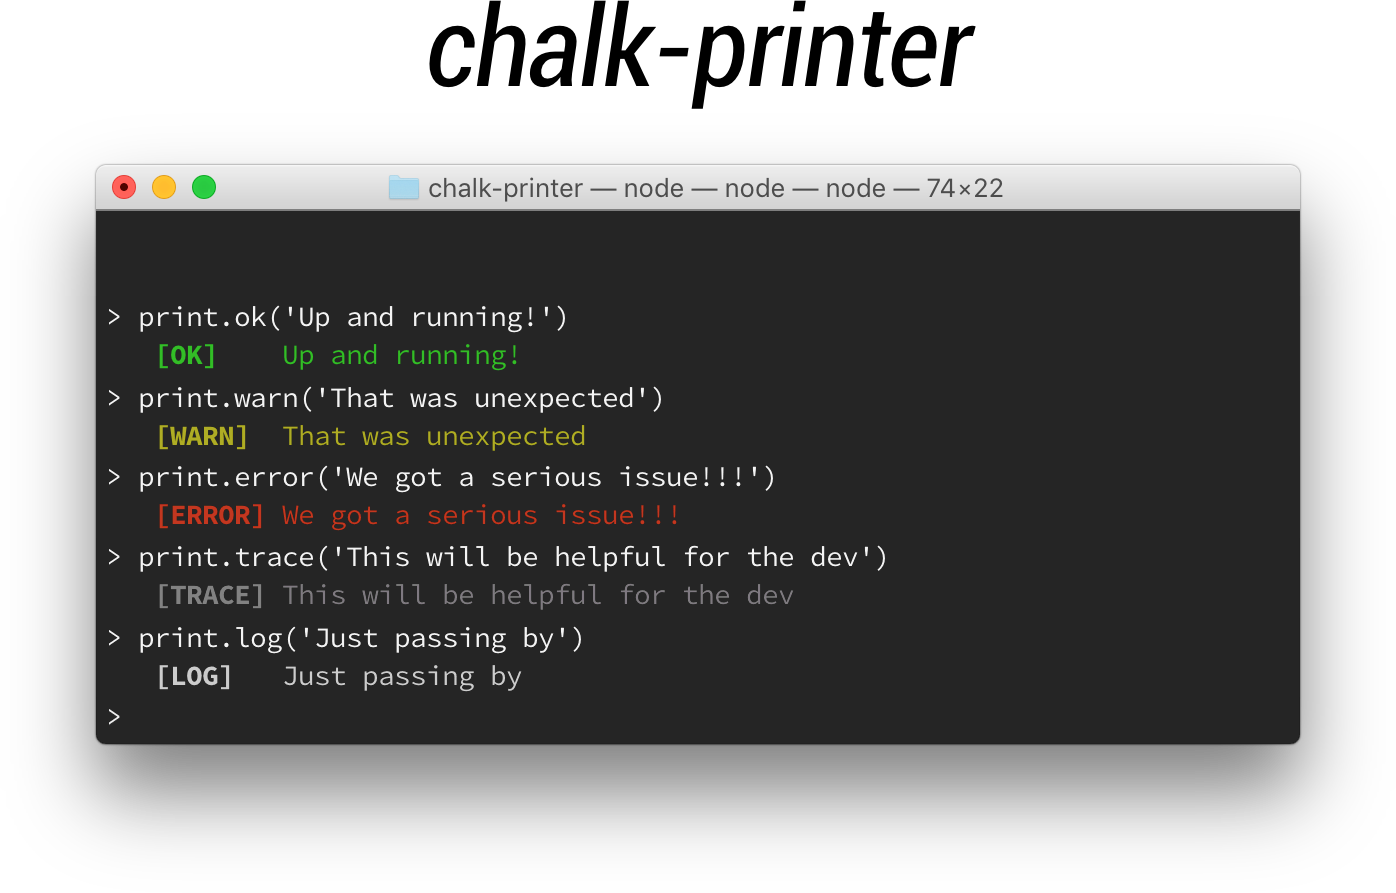 chalk-printer
chalk-printer — node — node — node — 74×22
> print.ok('Up and running!')
[OK] Up and running!
> print.warn('That was unexpected')
[WARN] That was unexpected
> print.error('We got a serious issue!!!')
[ERROR] We got a serious issue!!!
> print.trace('This will be helpful for the dev')
[TRACE] This will be helpful for the dev
> print.log('Just passing by')
[LOG] Just passing by
>